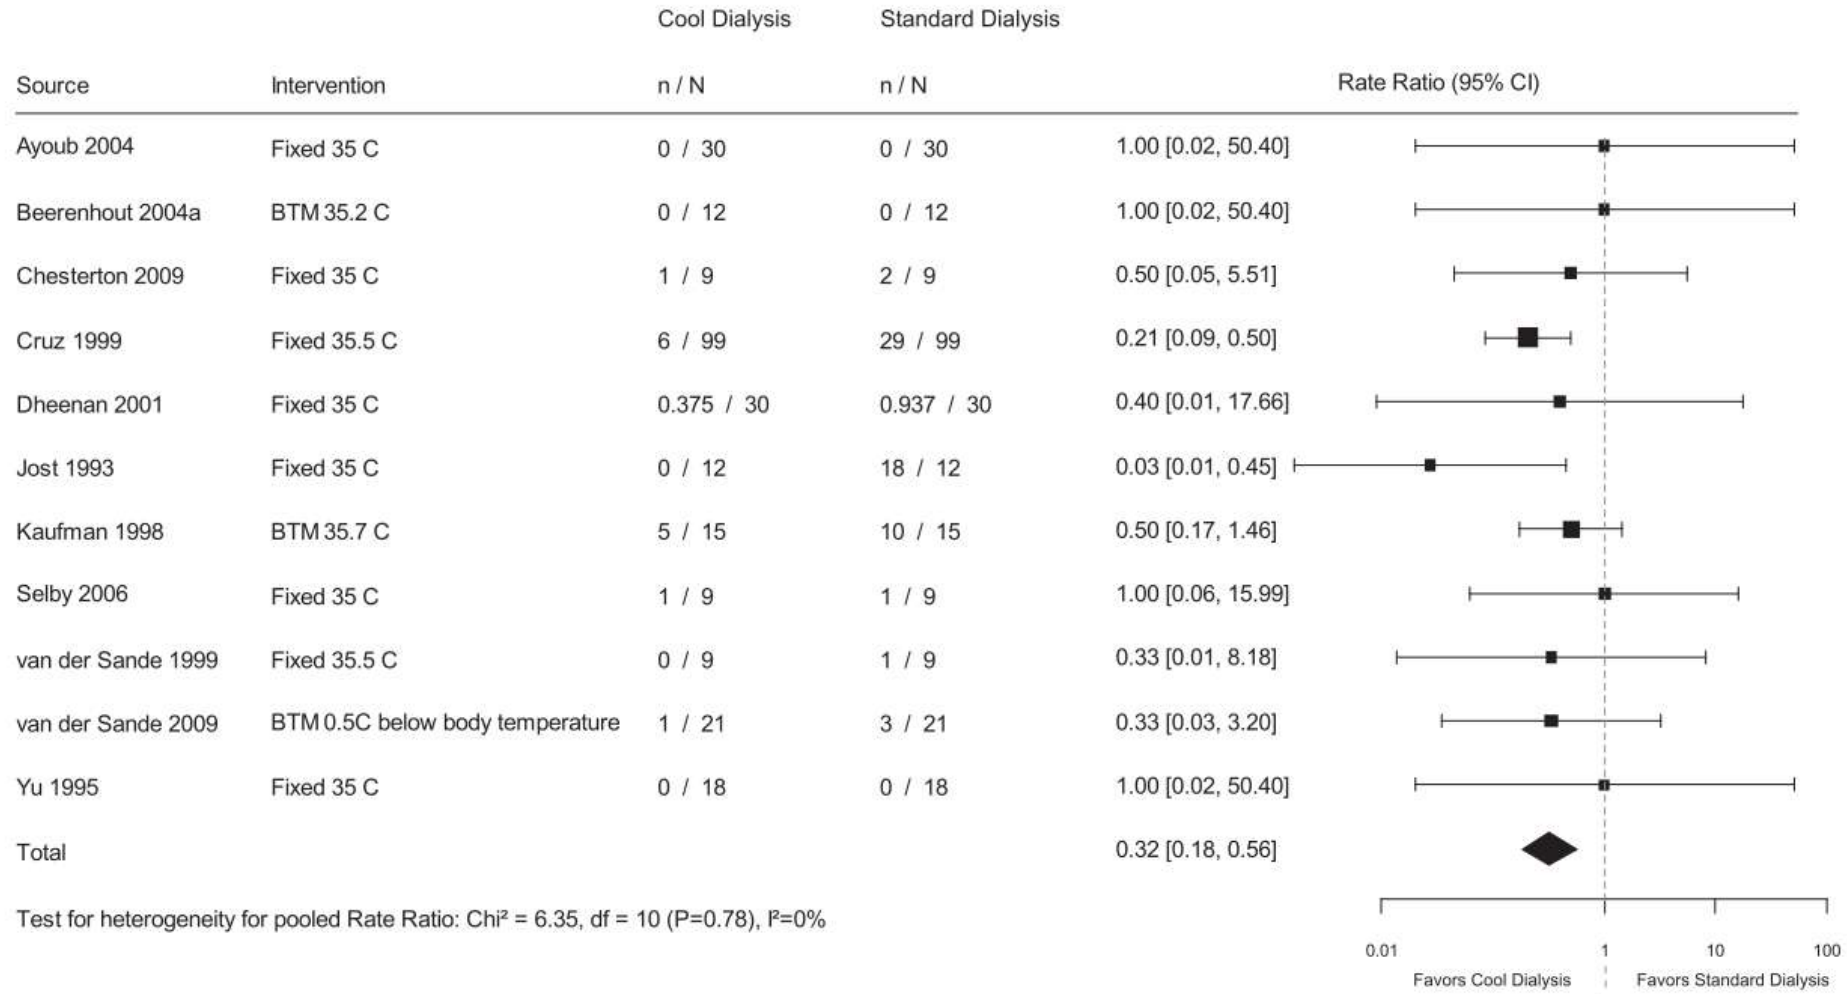 Cool Dialysis Standard Dialysis
Source Intervention n / N n / N Rate Ratio (95% CI)
Ayoub 2004 Fixed 35 C 0 / 30 0 / 30 1.00 [0.02, 50.40]
Beerenhout 2004a BTM 35.2 C 0 / 12 0 / 12 1.00 [0.02, 50.40]
Chesterton 2009 Fixed 35 C 1 / 9 2 / 9 0.50 [0.05, 5.51]
Cruz 1999 Fixed 35.5 C 6 / 99 29 / 99 0.21 [0.09, 0.50]
Dheenan 2001 Fixed 35 C 0.375 / 30 0.937 / 30 0.40 [0.01, 17.66]
Jost 1993 Fixed 35 C 0 / 12 18 / 12 0.03 [0.01, 0.45]
Kaufman 1998 BTM 35.7 C 5 / 15 10 / 15 0.50 [0.17, 1.46]
Selby 2006 Fixed 35 C 1 / 9 1 / 9 1.00 [0.06, 15.99]
van der Sande 1999 Fixed 35.5 C 0 / 9 1 / 9 0.33 [0.01, 8.18]
van der Sande 2009 BTM 0.5C below body temperature 1 / 21 3 / 21 0.33 [0.03, 3.20]
Yu 1995 Fixed 35 C 0 / 18 0 / 18 1.00 [0.02, 50.40]
Total 0.32 [0.18, 0.56]
Test for heterogeneity for pooled Rate Ratio: Chi² = 6.35, df = 10 (P=0.78), I²=0%
0.01 1 10 100
Favors Cool Dialysis Favors Standard Dialysis